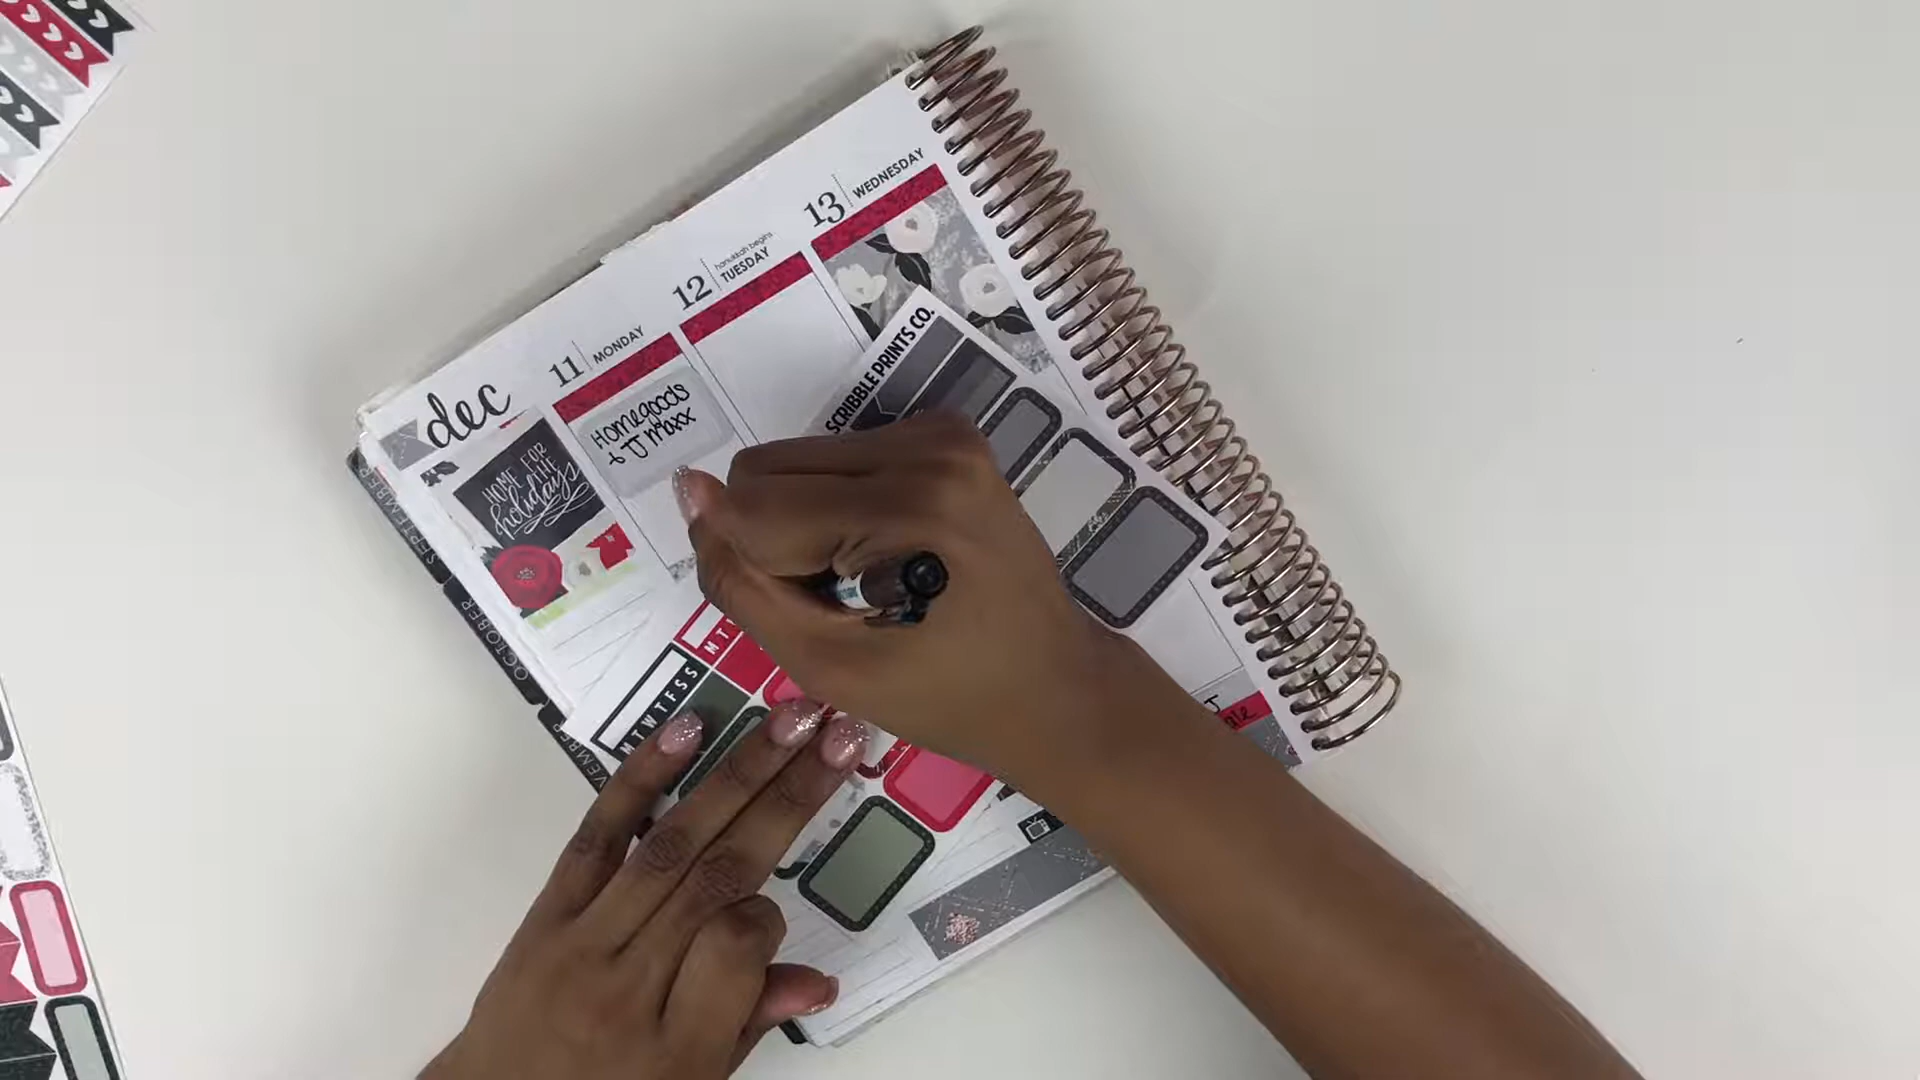 dec
11 MONDAY
12 hanukkah begins TUESDAY
13 WEDNESDAY
HOME FOR
THE
holidays
Homegoods
+ TJ maxx
SCRIBBLE PRINTS CO.
SEPTEMBER
OCTOBER
VEMBER
M T
M T W T F S S